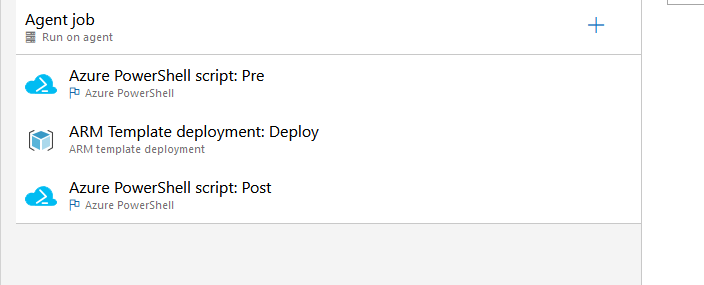 Agent job
Run on agent
Azure PowerShell script: Pre
Azure PowerShell
ARM Template deployment: Deploy
ARM template deployment
Azure PowerShell script: Post
Azure PowerShell